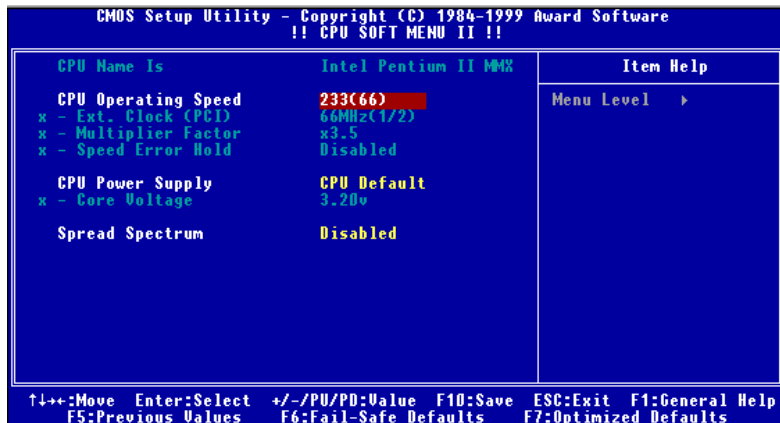 CMOS Setup Utility - Copyright (C) 1984-1999 Award Software
!! CPU SOFT MENU II !!
CPU Name Is Intel Pentium II MMX
CPU Operating Speed 233(66)
x - Ext. Clock (PCI) 66MHz(1/2)
x - Multiplier Factor x3.5
x - Speed Error Hold Disabled
CPU Power Supply CPU Default
x - Core Voltage 3.20v
Spread Spectrum Disabled
Item Help
Menu Level ▸
↑↓→←:Move Enter:Select +/-/PU/PD:Value F10:Save ESC:Exit F1:General Help
F5:Previous Values F6:Fail-Safe Defaults F7:Optimized Defaults